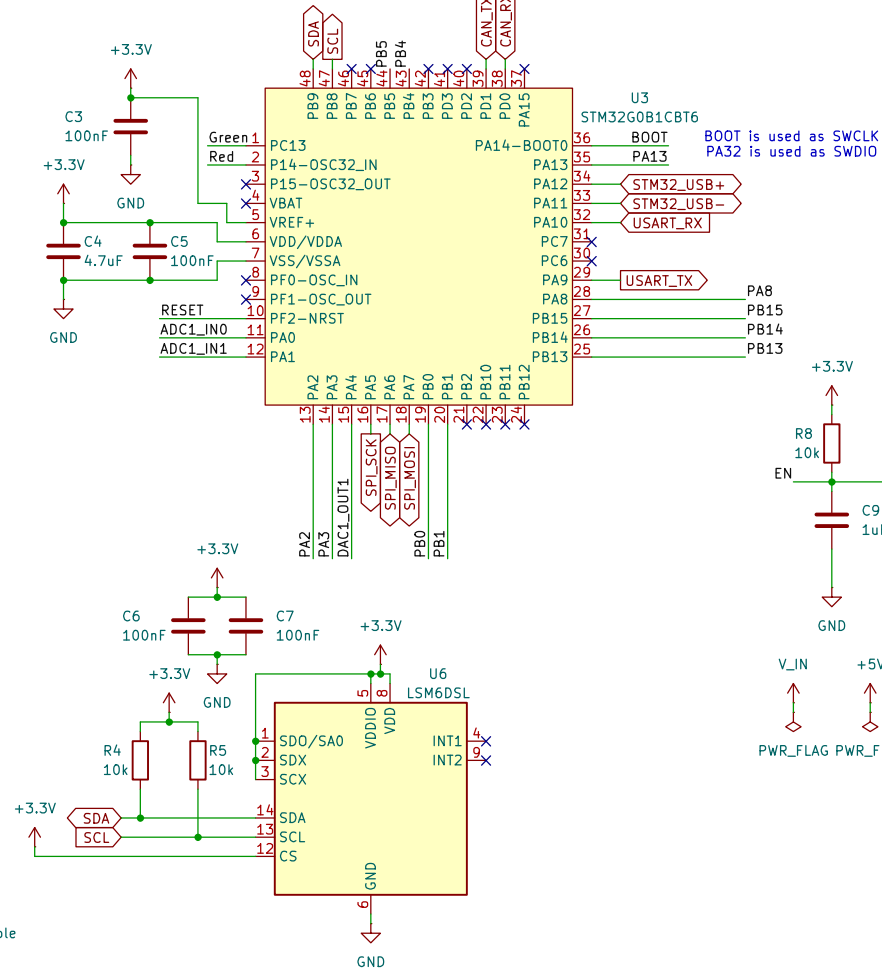 SDA
SCL
PB5
PB4
CAN_TX
CAN_RX
48
47
46
45
44
43
42
41
40
39
38
37
PB9
PB8
PB7
PB6
PB5
PB4
PB3
PD3
PD2
PD1
PD0
PA15
+3.3V
C3
100nF
GND
+3.3V
C4
4.7uF
C5
100nF
GND
U3
STM32G0B1CBT6
Green 1 PC13
Red 2 P14-OSC32_IN
3 P15-OSC32_OUT
4 VBAT
5 VREF+
6 VDD/VDDA
7 VSS/VSSA
8 PF0-OSC_IN
9 PF1-OSC_OUT
RESET 10 PF2-NRST
ADC1_IN0 11 PA0
ADC1_IN1 12 PA1
PA14-BOOT0 36 BOOT
PA13 35 PA13
PA12 34 STM32_USB+
PA11 33 STM32_USB-
PA10 32 USART_RX
PC7 31
PC6 30
PA9 29 USART_TX
PA8 28 PA8
PB15 27 PB15
PB14 26 PB14
PB13 25 PB13
BOOT is used as SWCLK
PA32 is used as SWDIO
PA2
PA3
PA4
PA5
PA6
PA7
PB0
PB1
PB2
PB10
PB11
PB12
13
14
15
16
17
18
19
20
21
22
23
24
PA2
PA3
DAC1_OUT1
SPI_SCK
SPI_MISO
SPI_MOSI
PB0
PB1
+3.3V
R8
10k
EN
C9
GND
+3.3V
C6
100nF
C7
100nF
GND
+3.3V
U6
LSM6DSL
5
8
VDDIO
VDD
1 SDO/SA0
2 SDX
3 SCX
14 SDA
13 SCL
12 CS
INT1 4
INT2 9
GND
6
GND
+3.3V
R4
10k
R5
10k
SDA
SCL
+3.3V
V_IN
PWR_FLAG